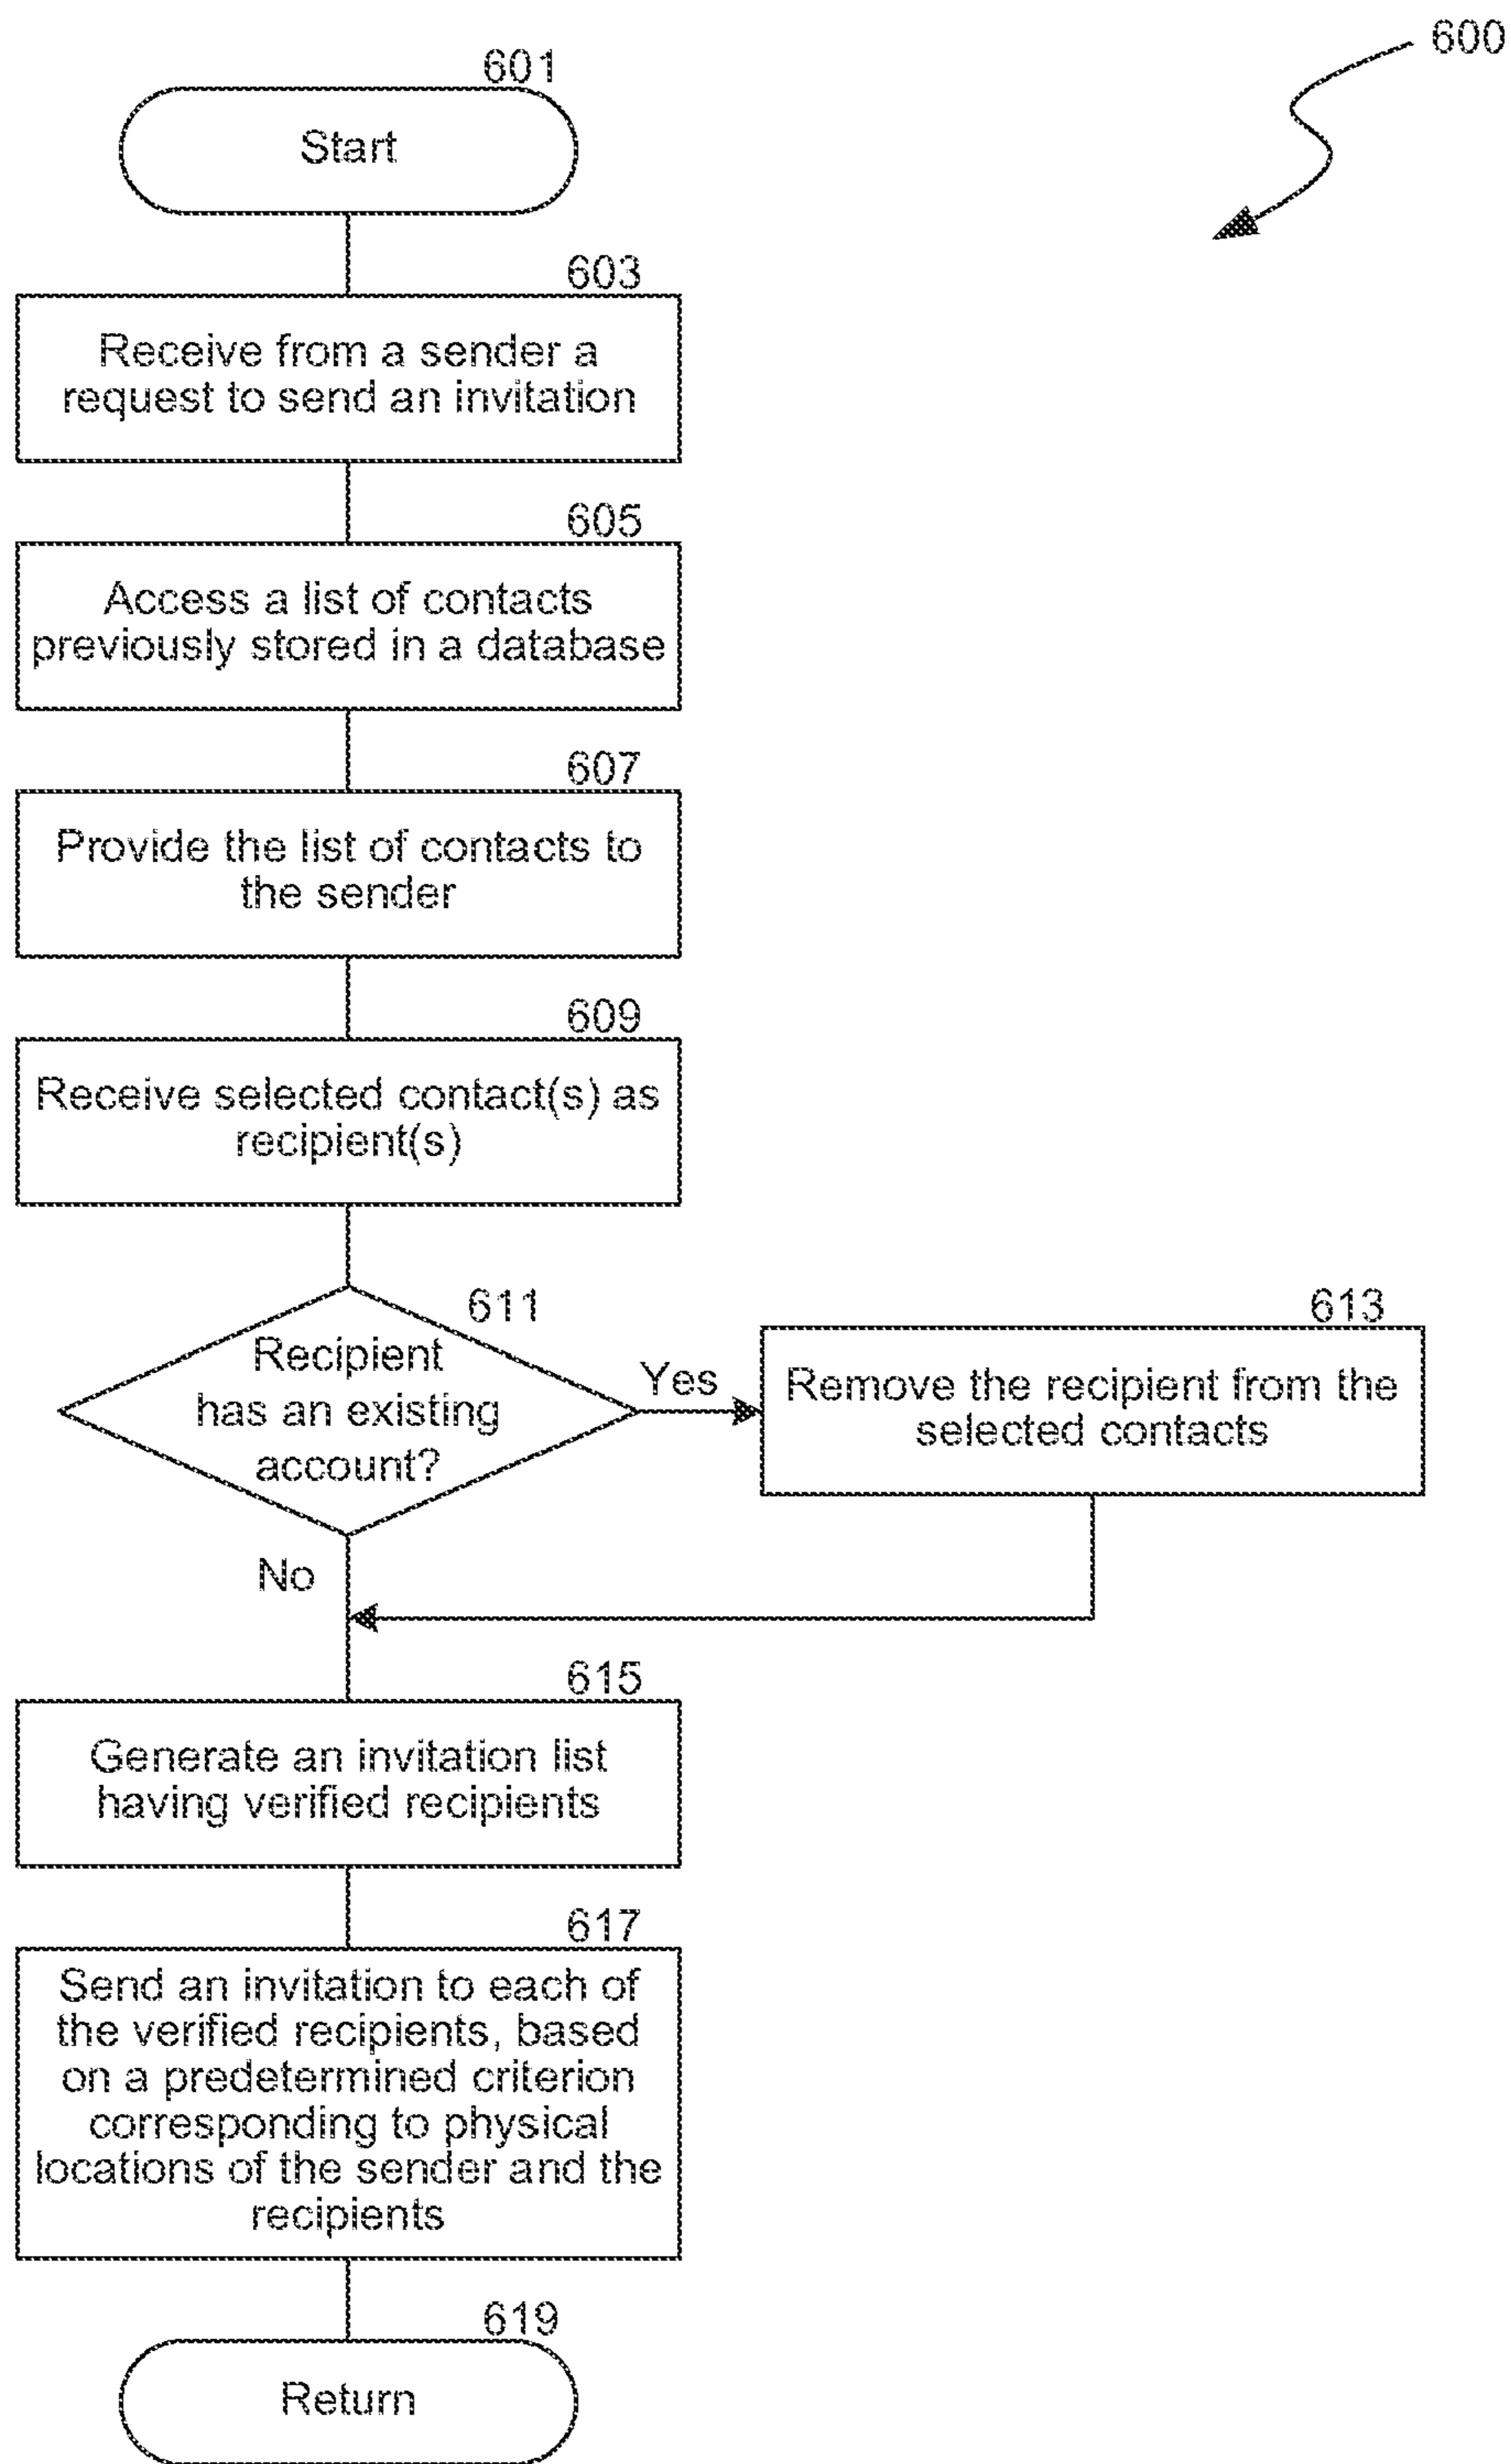 600
601
Start
603
Receive from a sender a
request to send an invitation
605
Access a list of contacts
previously stored in a database
607
Provide the list of contacts to
the sender
609
Receive selected contact(s) as
recipient(s)
611
Recipient
has an existing
account?
Yes
613
Remove the recipient from the
selected contacts
No
615
Generate an invitation list
having verified recipients
617
Send an invitation to each of
the verified recipients, based
on a predetermined criterion
corresponding to physical
locations of the sender and the
recipients
619
Return